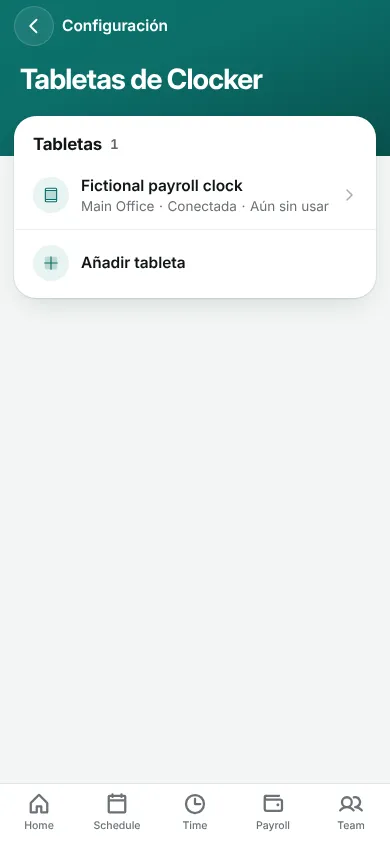 Configuración
Tabletas de Clocker
Tabletas 1
Fictional payroll clock
Main Office · Conectada · Aún sin usar
Añadir tableta
Home Schedule Time Payroll Team